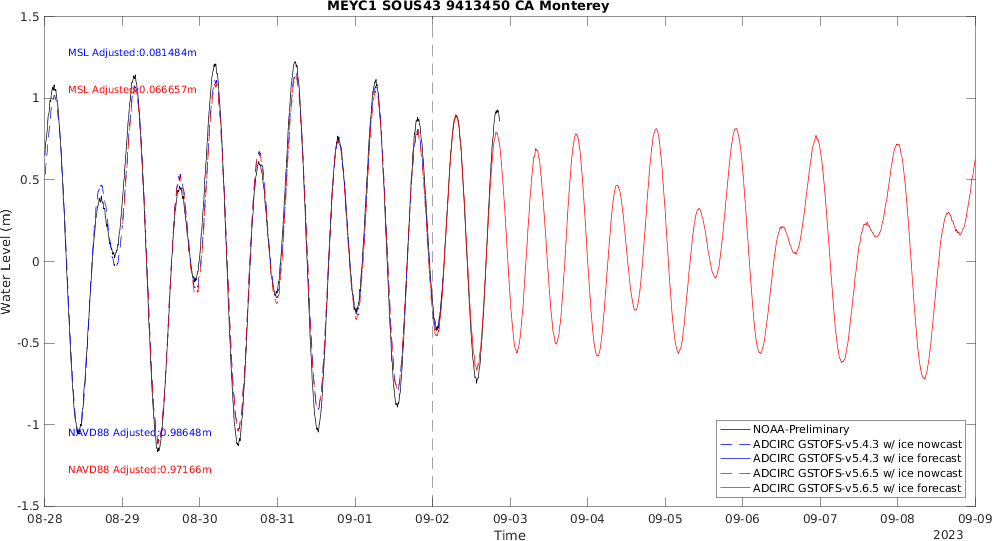 MEYC1 SOUS43 9413450 CA Monterey
1.5
1
0.5
0
-0.5
-1
-1.5
Water Level (m)
MSL Adjusted:0.081484m
MSL Adjusted:0.066657m
NAVD88 Adjusted:0.98648m
NAVD88 Adjusted:0.97166m
NOAA-Preliminary
ADCIRC GSTOFS-v5.4.3 w/ ice nowcast
ADCIRC GSTOFS-v5.4.3 w/ ice forecast
ADCIRC GSTOFS-v5.6.5 w/ ice nowcast
ADCIRC GSTOFS-v5.6.5 w/ ice forecast
08-28 08-29 08-30 08-31 09-01 09-02 09-03 09-04 09-05 09-06 09-07 09-08 09-09
Time
2023